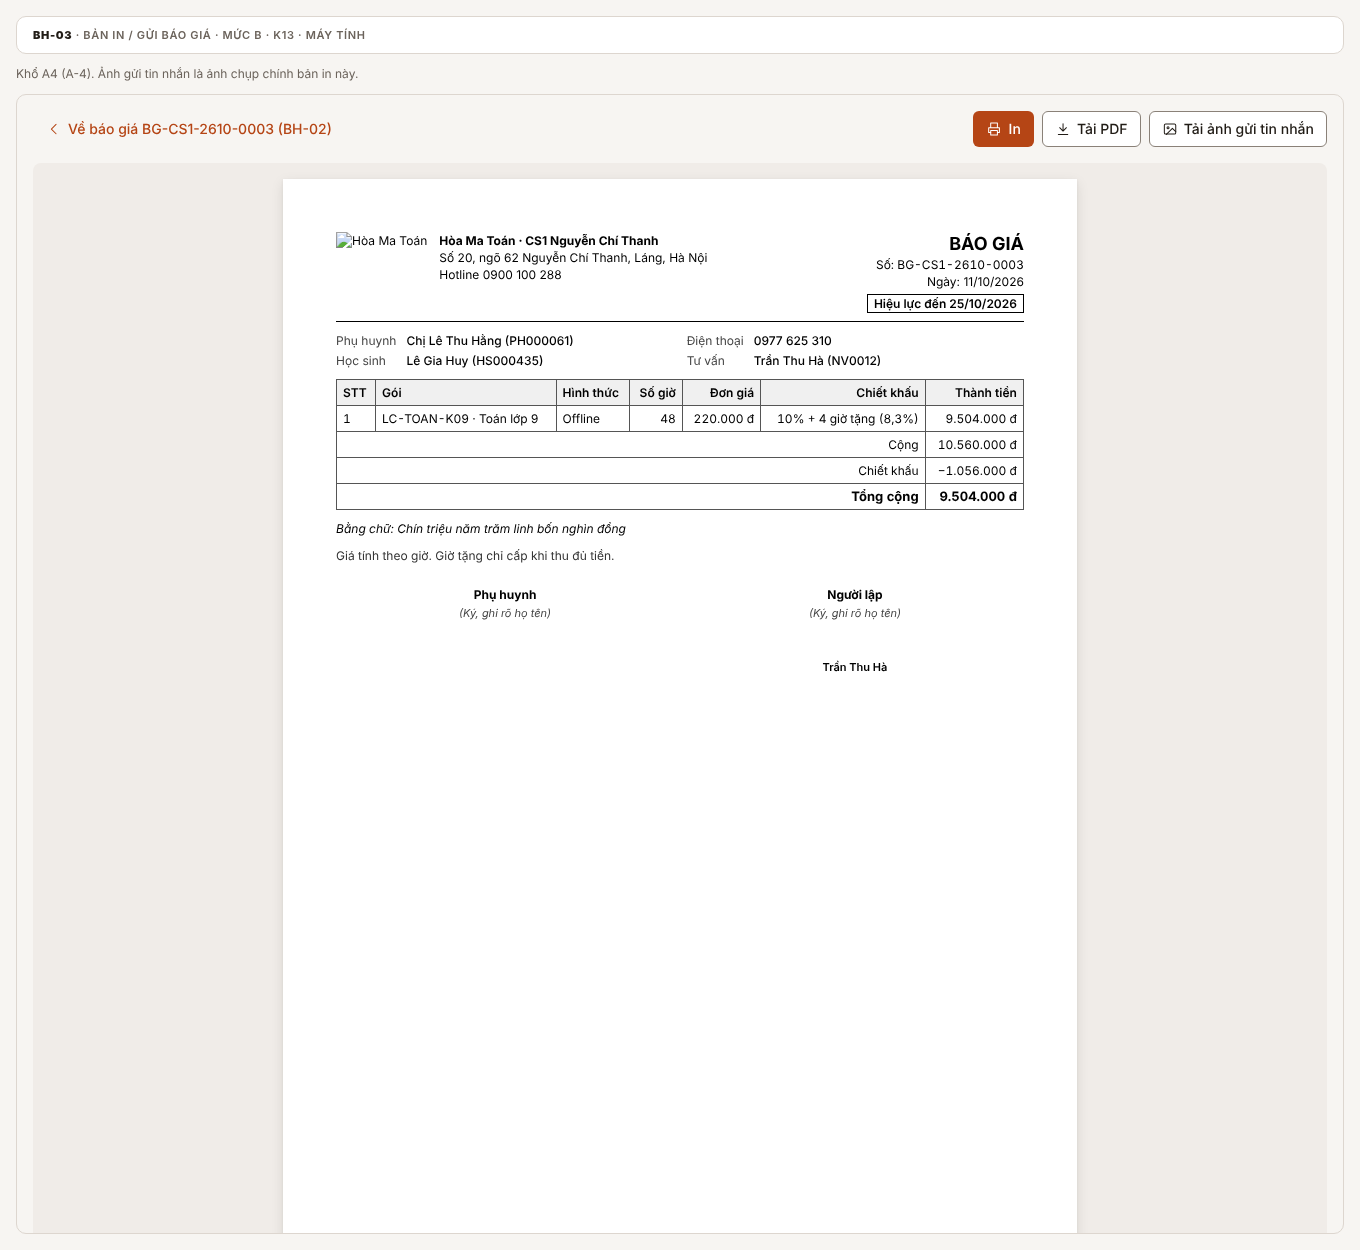 BH-03 · BẢN IN / GỬI BÁO GIÁ · MỨC B · K13 · MÁY TÍNH
Khổ A4 (A-4). Ảnh gửi tin nhắn là ảnh chụp chính bản in này.
Về báo giá BG-CS1-2610-0003 (BH-02)
In
Tải PDF
Tải ảnh gửi tin nhắn
Hòa Ma Toán
Hòa Ma Toán · CS1 Nguyễn Chí Thanh
Số 20, ngõ 62 Nguyễn Chí Thanh, Láng, Hà Nội
Hotline 0900 100 288
BÁO GIÁ
Số: BG-CS1-2610-0003
Ngày: 11/10/2026
Hiệu lực đến 25/10/2026
Phụ huynh Chị Lê Thu Hằng (PH000061)
Điện thoại 0977 625 310
Học sinh Lê Gia Huy (HS000435)
Tư vấn Trần Thu Hà (NV0012)
STT Gói Hình thức Số giờ Đơn giá Chiết khấu Thành tiền
1 LC-TOAN-K09 · Toán lớp 9 Offline 48 220.000 đ 10% + 4 giờ tặng (8,3%) 9.504.000 đ
Cộng 10.560.000 đ
Chiết khấu −1.056.000 đ
Tổng cộng 9.504.000 đ
Bằng chữ: Chín triệu năm trăm linh bốn nghìn đồng
Giá tính theo giờ. Giờ tặng chỉ cấp khi thu đủ tiền.
Phụ huynh Người lập
(Ký, ghi rõ họ tên) (Ký, ghi rõ họ tên)
Trần Thu Hà